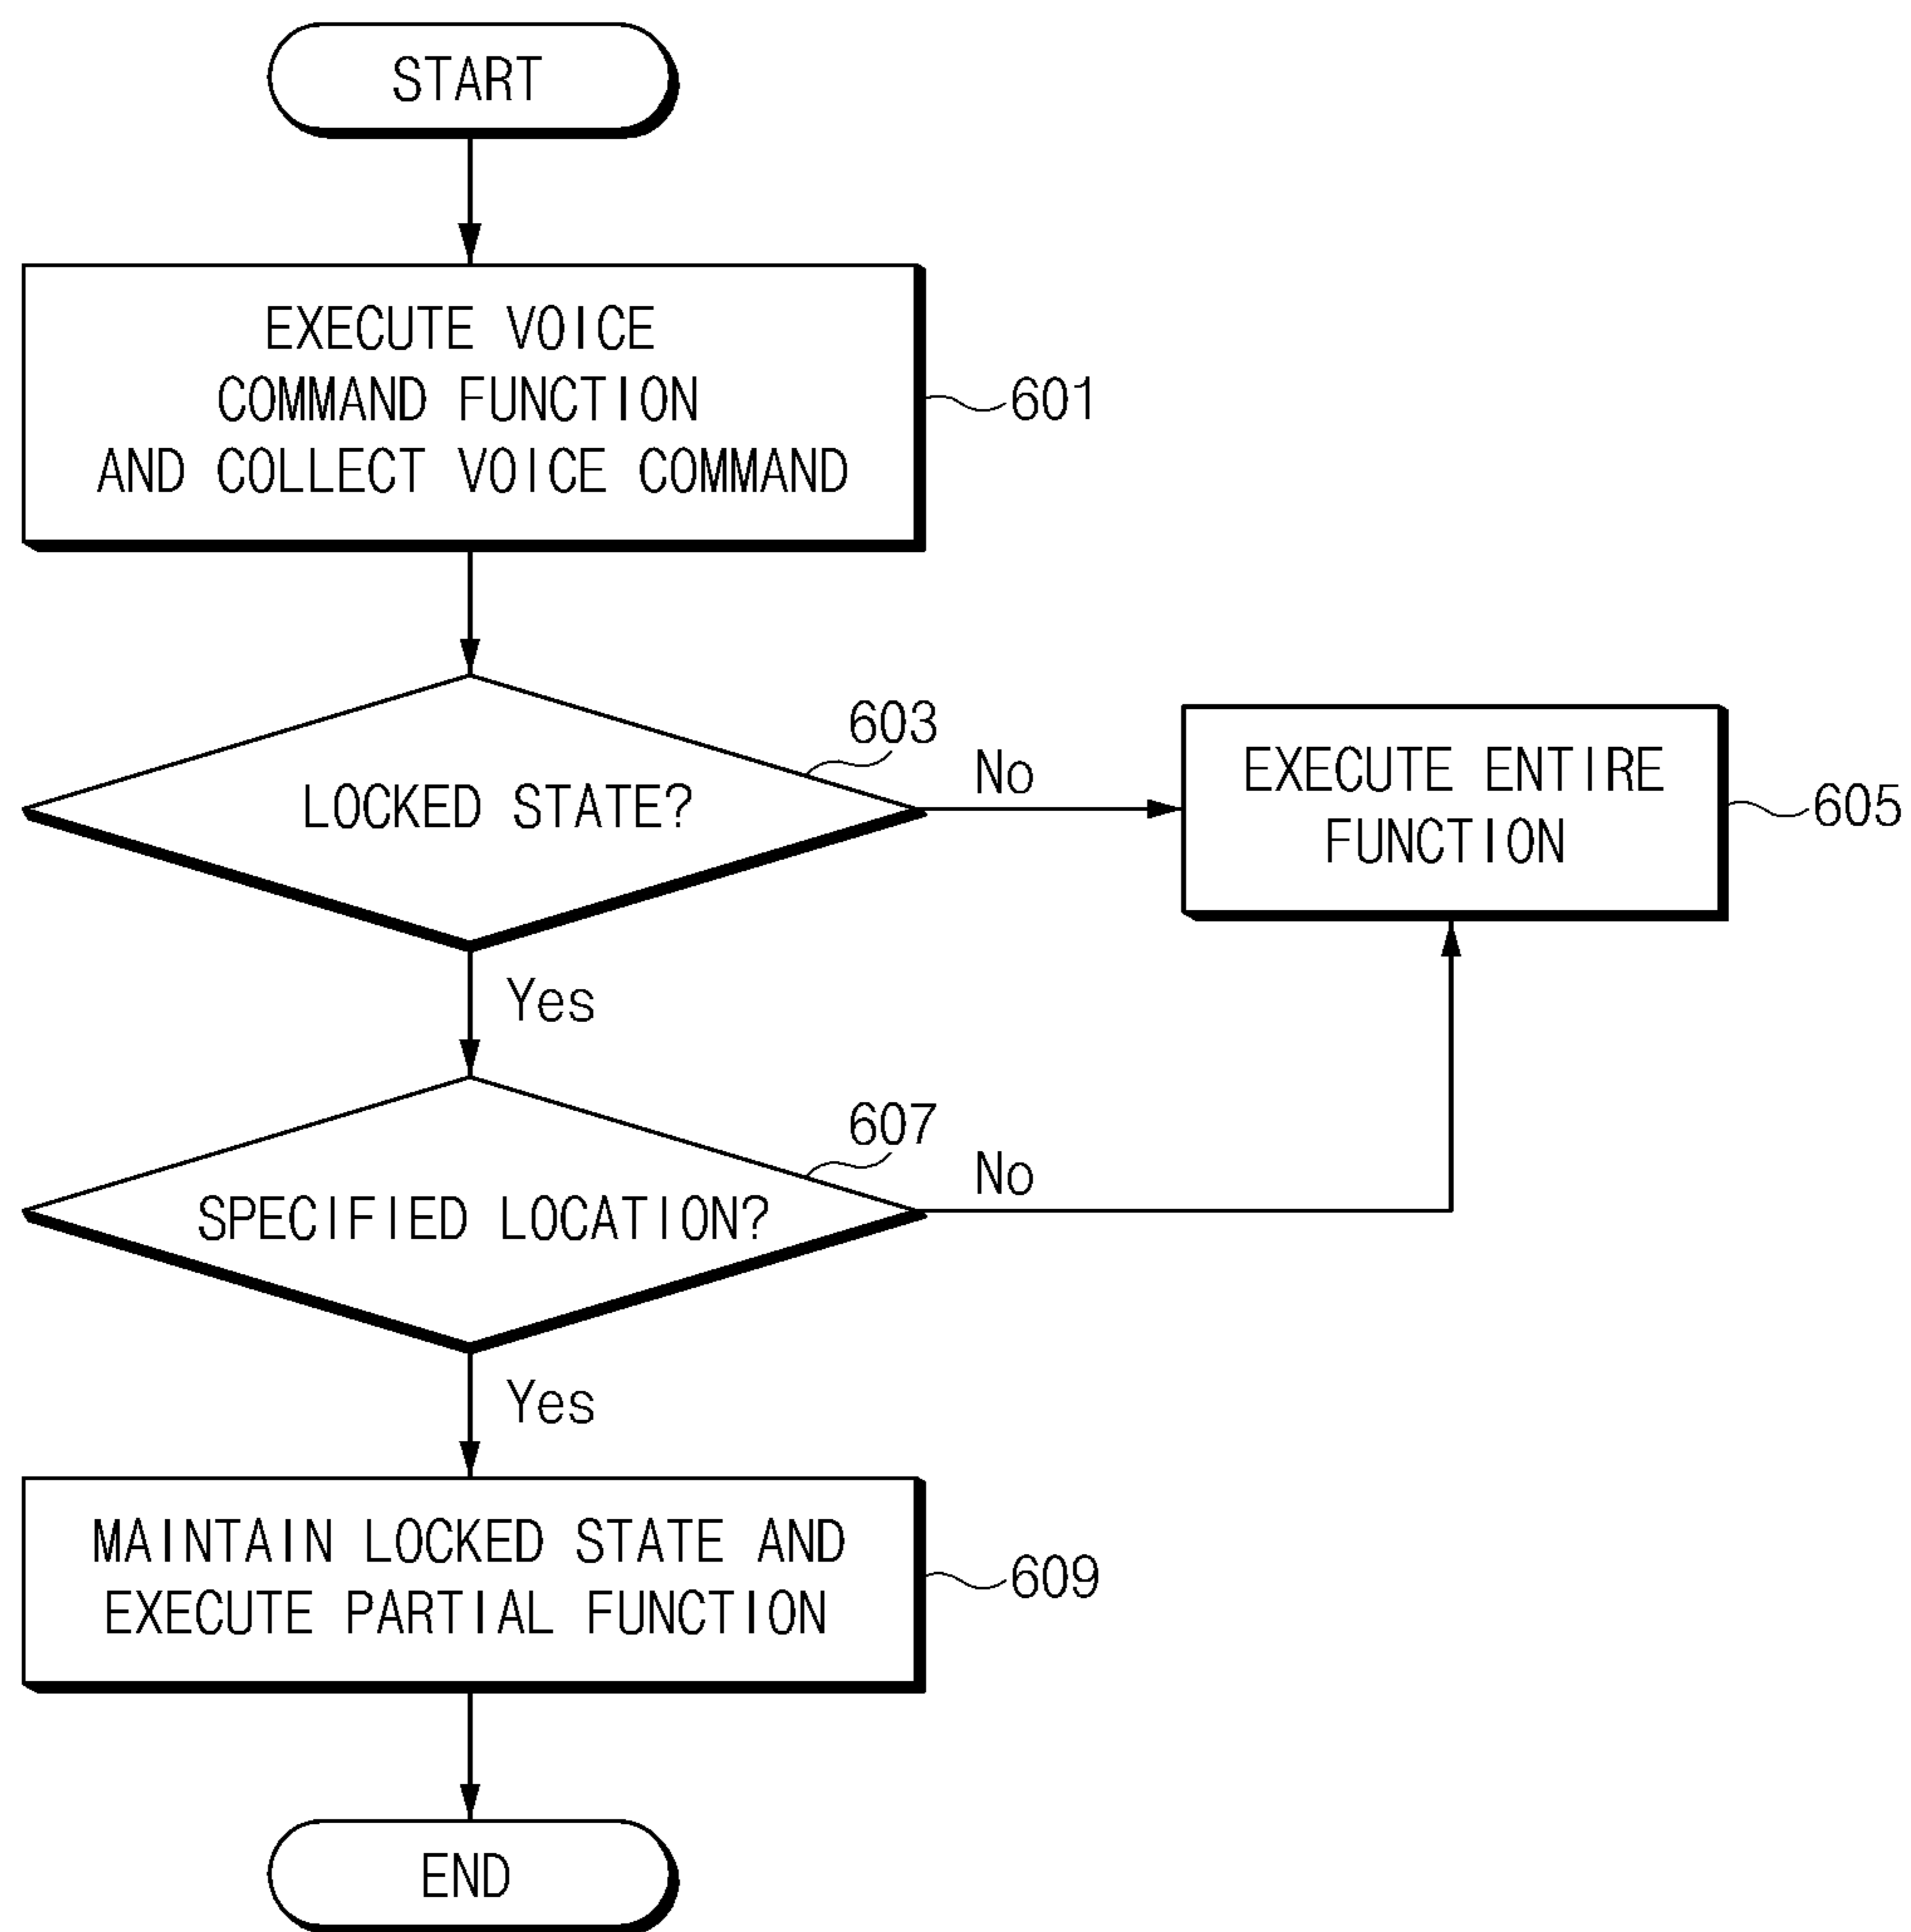 START
EXECUTE VOICE
COMMAND FUNCTION
AND COLLECT VOICE COMMAND
601
603
LOCKED STATE?
No
EXECUTE ENTIRE
FUNCTION
605
Yes
607
SPECIFIED LOCATION?
No
Yes
MAINTAIN LOCKED STATE AND
EXECUTE PARTIAL FUNCTION
609
END